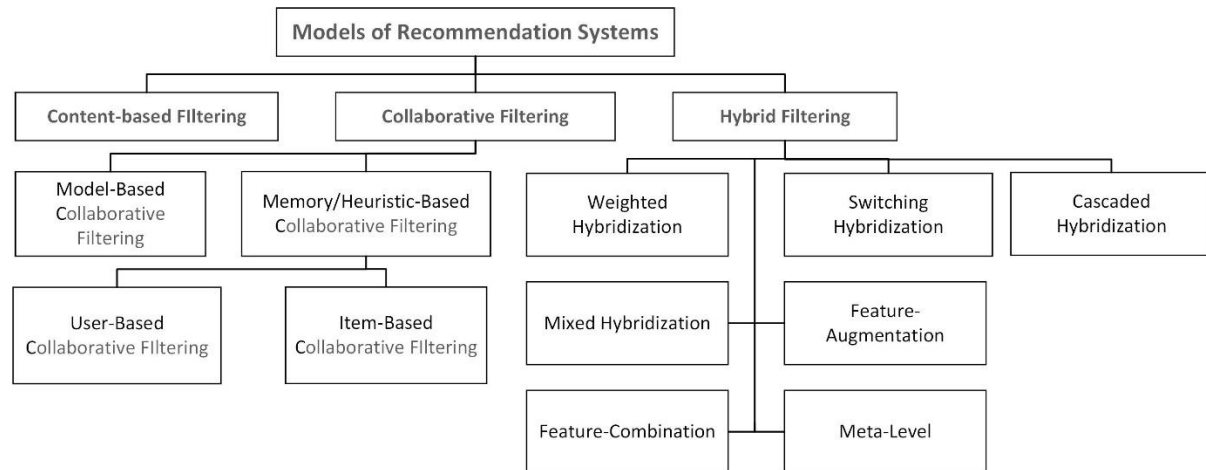 Models of Recommendation Systems
Content-based FIltering
Collaborative Filtering
Hybrid Filtering
Model-Based
Collaborative
Filtering
Memory/Heuristic-Based
Collaborative Filtering
Weighted
Hybridization
Switching
Hybridization
Cascaded
Hybridization
User-Based
Collaborative FIltering
Item-Based
Collaborative FIltering
Mixed Hybridization
Feature-
Augmentation
Feature-Combination
Meta-Level